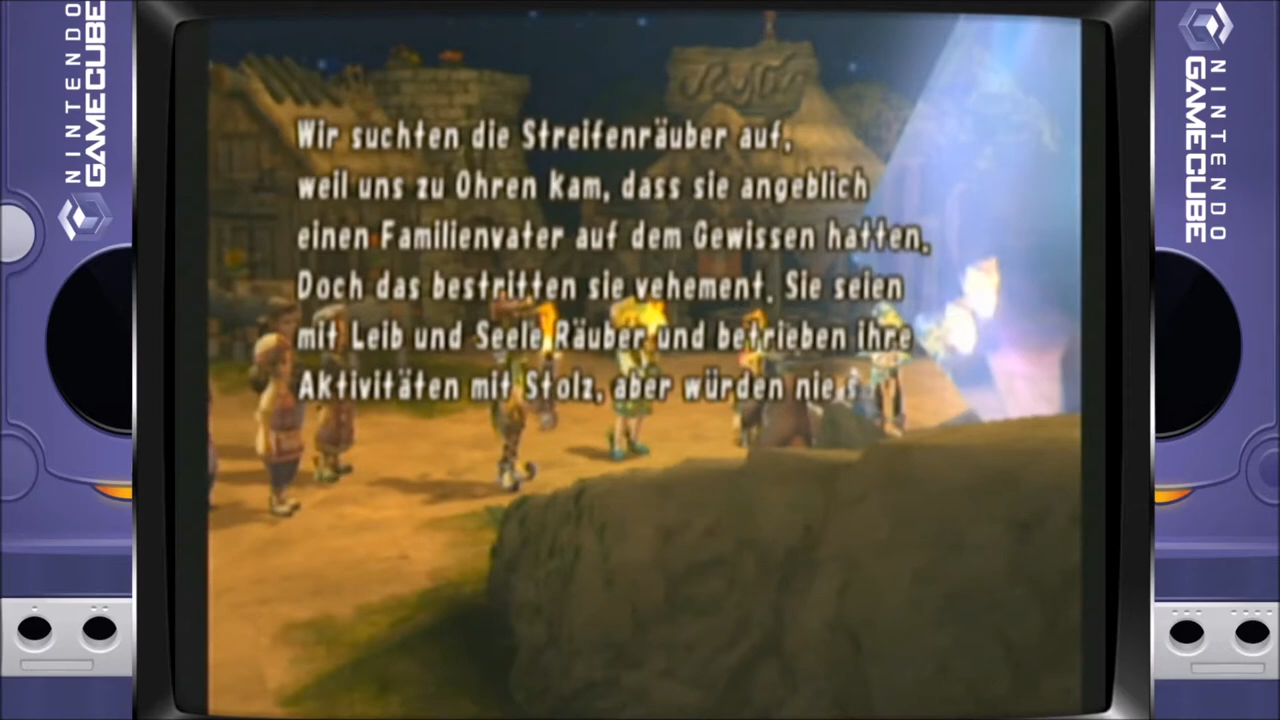 NINTENDO
GAMECUBE
Wir suchten die Streifenräuber auf,
weil uns zu Ohren kam, dass sie angeblich
einen Familienvater auf dem Gewissen hatten.
Doch das bestritten sie vehement. Sie seien
mit Leib und Seele Räuber und betrieben ihre
Aktivitäten mit Stolz, aber würden nie s
NINTENDO
GAMECUBE